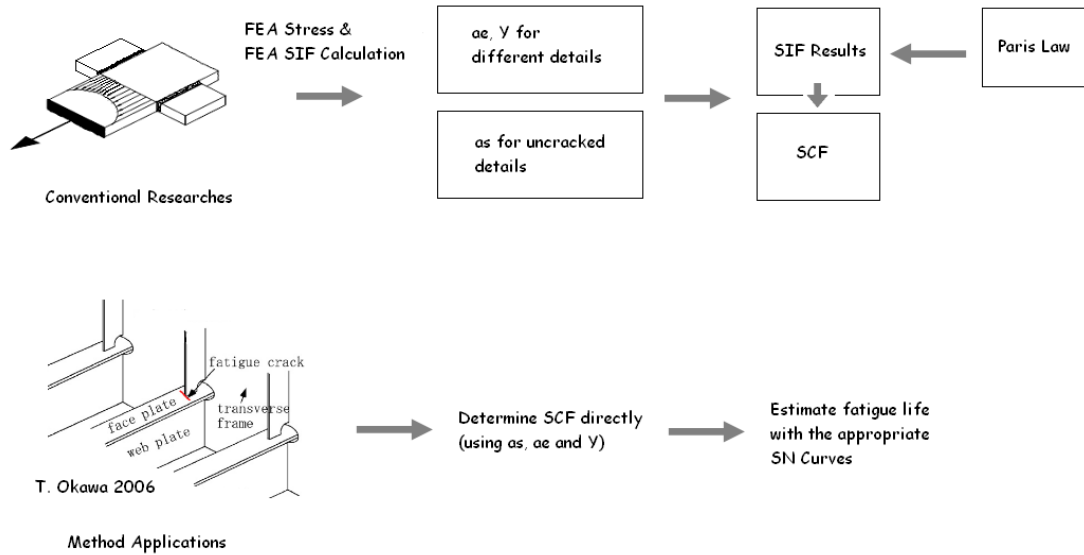 FEA Stress &
FEA SIF Calculation
ae, Y for
different details
as for uncracked
details
SIF Results
Paris Law
SCF
Conventional Researches
fatigue crack
face plate
transverse
frame
web plate
T. Okawa 2006
Determine SCF directly
(using as, ae and Y)
Estimate fatigue life
with the appropriate
SN Curves
Method Applications